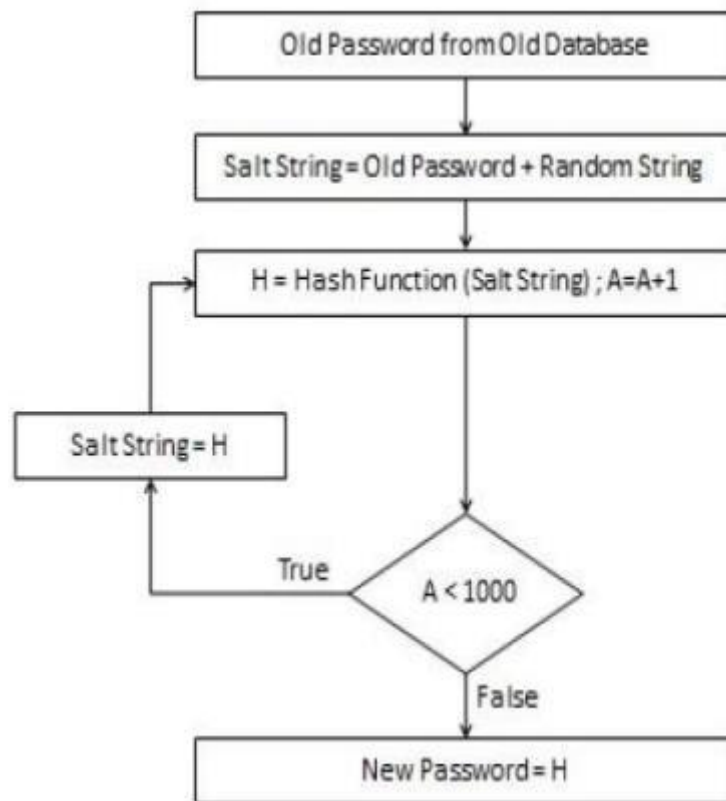 Old Password from Old Database
Salt String = Old Password + Random String
H = Hash Function (Salt String) ; A=A+1
Salt String = H
True
A < 1000
False
New Password = H